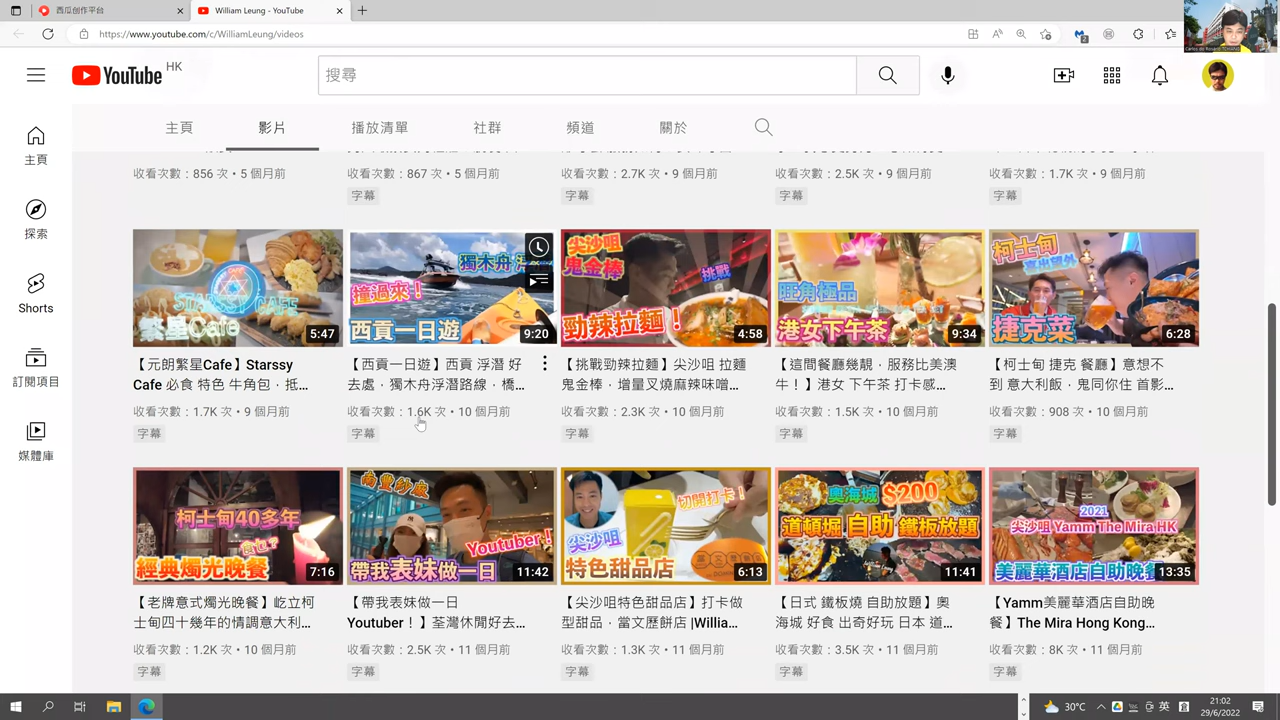 西瓜创作平台
William Leung - YouTube
https://www.youtube.com/c/WilliamLeung/videos
2
YouTube HK
搜尋
主頁
影片
播放清單
社群
頻道
關於
主頁
探索
Shorts
訂閱項目
媒體庫
收看次數：856 次 • 5 個月前
收看次數：867 次 • 5 個月前
收看次數：2.7K 次 • 9 個月前
收看次數：2.5K 次 • 9 個月前
收看次數：1.7K 次 • 9 個月前
字幕
字幕
字幕
字幕
CAFE
STARSSY CAFE
繁星Cafe
5:47
獨木舟
撞過來！
西貢一日遊
9:20
尖沙咀
鬼金棒
挑戰
勁辣拉麵！
4:58
旺角極品
港女下午茶
9:34
柯士甸
喜出望外
捷克菜
6:28
【元朗繁星Cafe】Starssy
Cafe 必食 特色 牛角包，抵...
【西貢一日遊】西貢 浮潛 好
去處，獨木舟浮潛路線，橋...
【挑戰勁辣拉麵】尖沙咀 拉麵
鬼金棒，增量叉燒麻辣味噌...
【這間餐廳幾靚，服務比美澳
牛！】港女 下午茶 打卡感...
【柯士甸 捷克 餐廳】意想不
到 意大利飯，鬼同你住 首影...
收看次數：1.7K 次 • 9 個月前
收看次數：1.6K 次 • 10 個月前
收看次數：2.3K 次 • 10 個月前
收看次數：1.5K 次 • 10 個月前
收看次數：908 次 • 10 個月前
字幕
字幕
字幕
字幕
字幕
柯士甸40多年
食乜？
經典燭光晚餐
7:16
南豐紗廠
Youtuber！
帶我表妹做一日
11:42
切開打卡！
尖沙咀
特色甜品店
6:13
奧海城 $200
道頓堀 自助 鐵板放題
11:41
2021
尖沙咀 Yamm The Mira HK
美麗華酒店自助晚餐
13:35
【老牌意式燭光晚餐】屹立柯
士甸四十幾年的情調意大利...
【帶我表妹做一日
Youtuber！】荃灣休閒好去...
【尖沙咀特色甜品店】打卡做
型甜品，當文歷餅店 |Willia...
【日式 鐵板燒 自助放題】奧
海城 好食 出奇好玩 日本 道...
【Yamm美麗華酒店自助晚
餐】The Mira Hong Kong...
收看次數：1.2K 次 • 10 個月前
收看次數：2.5K 次 • 11 個月前
收看次數：1.3K 次 • 11 個月前
收看次數：3.5K 次 • 11 個月前
收看次數：8K 次 • 11 個月前
字幕
字幕
字幕
字幕
字幕
30°C
英
21:02
29/6/2022